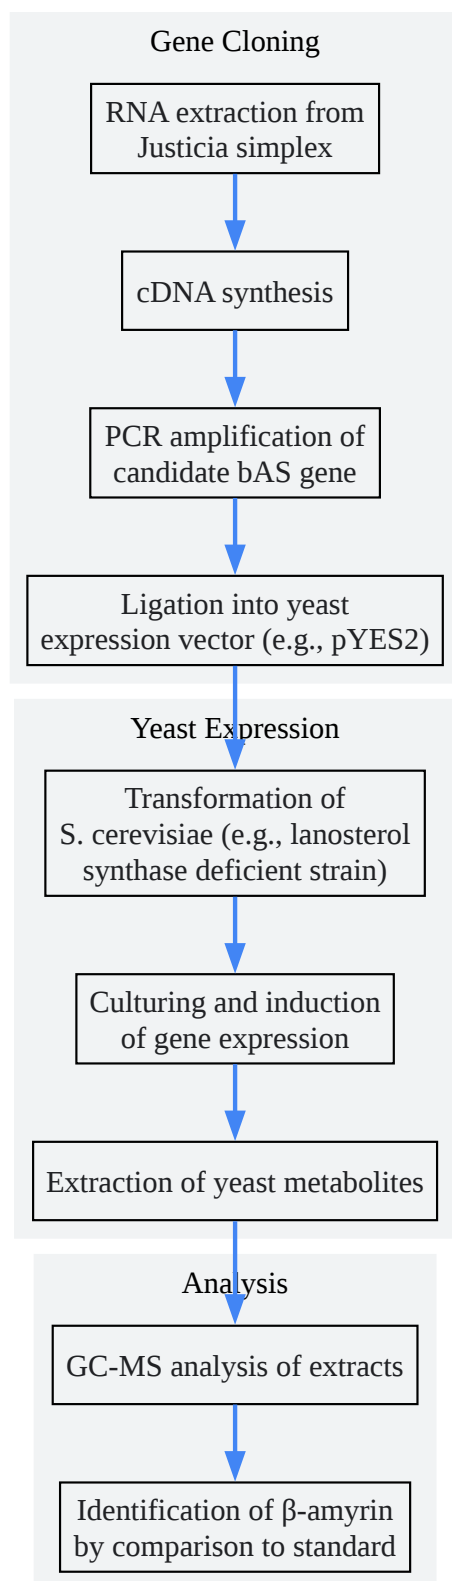 Gene Cloning
RNA extraction from
Justicia simplex
cDNA synthesis
PCR amplification of
candidate bAS gene
Ligation into yeast
expression vector (e.g., pYES2)
Yeast Expression
Transformation of
S. cerevisiae (e.g., lanosterol
synthase deficient strain)
Culturing and induction
of gene expression
Extraction of yeast metabolites
Analysis
GC-MS analysis of extracts
Identification of β-amyrin
by comparison to standard